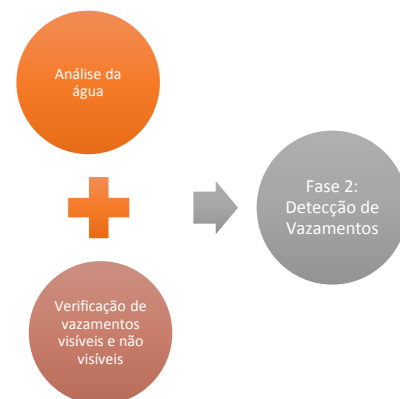 Análise da
água
Fase 2:
Detecção de
Vazamentos
Verificação de
vazamentos
visíveis e não
visíveis